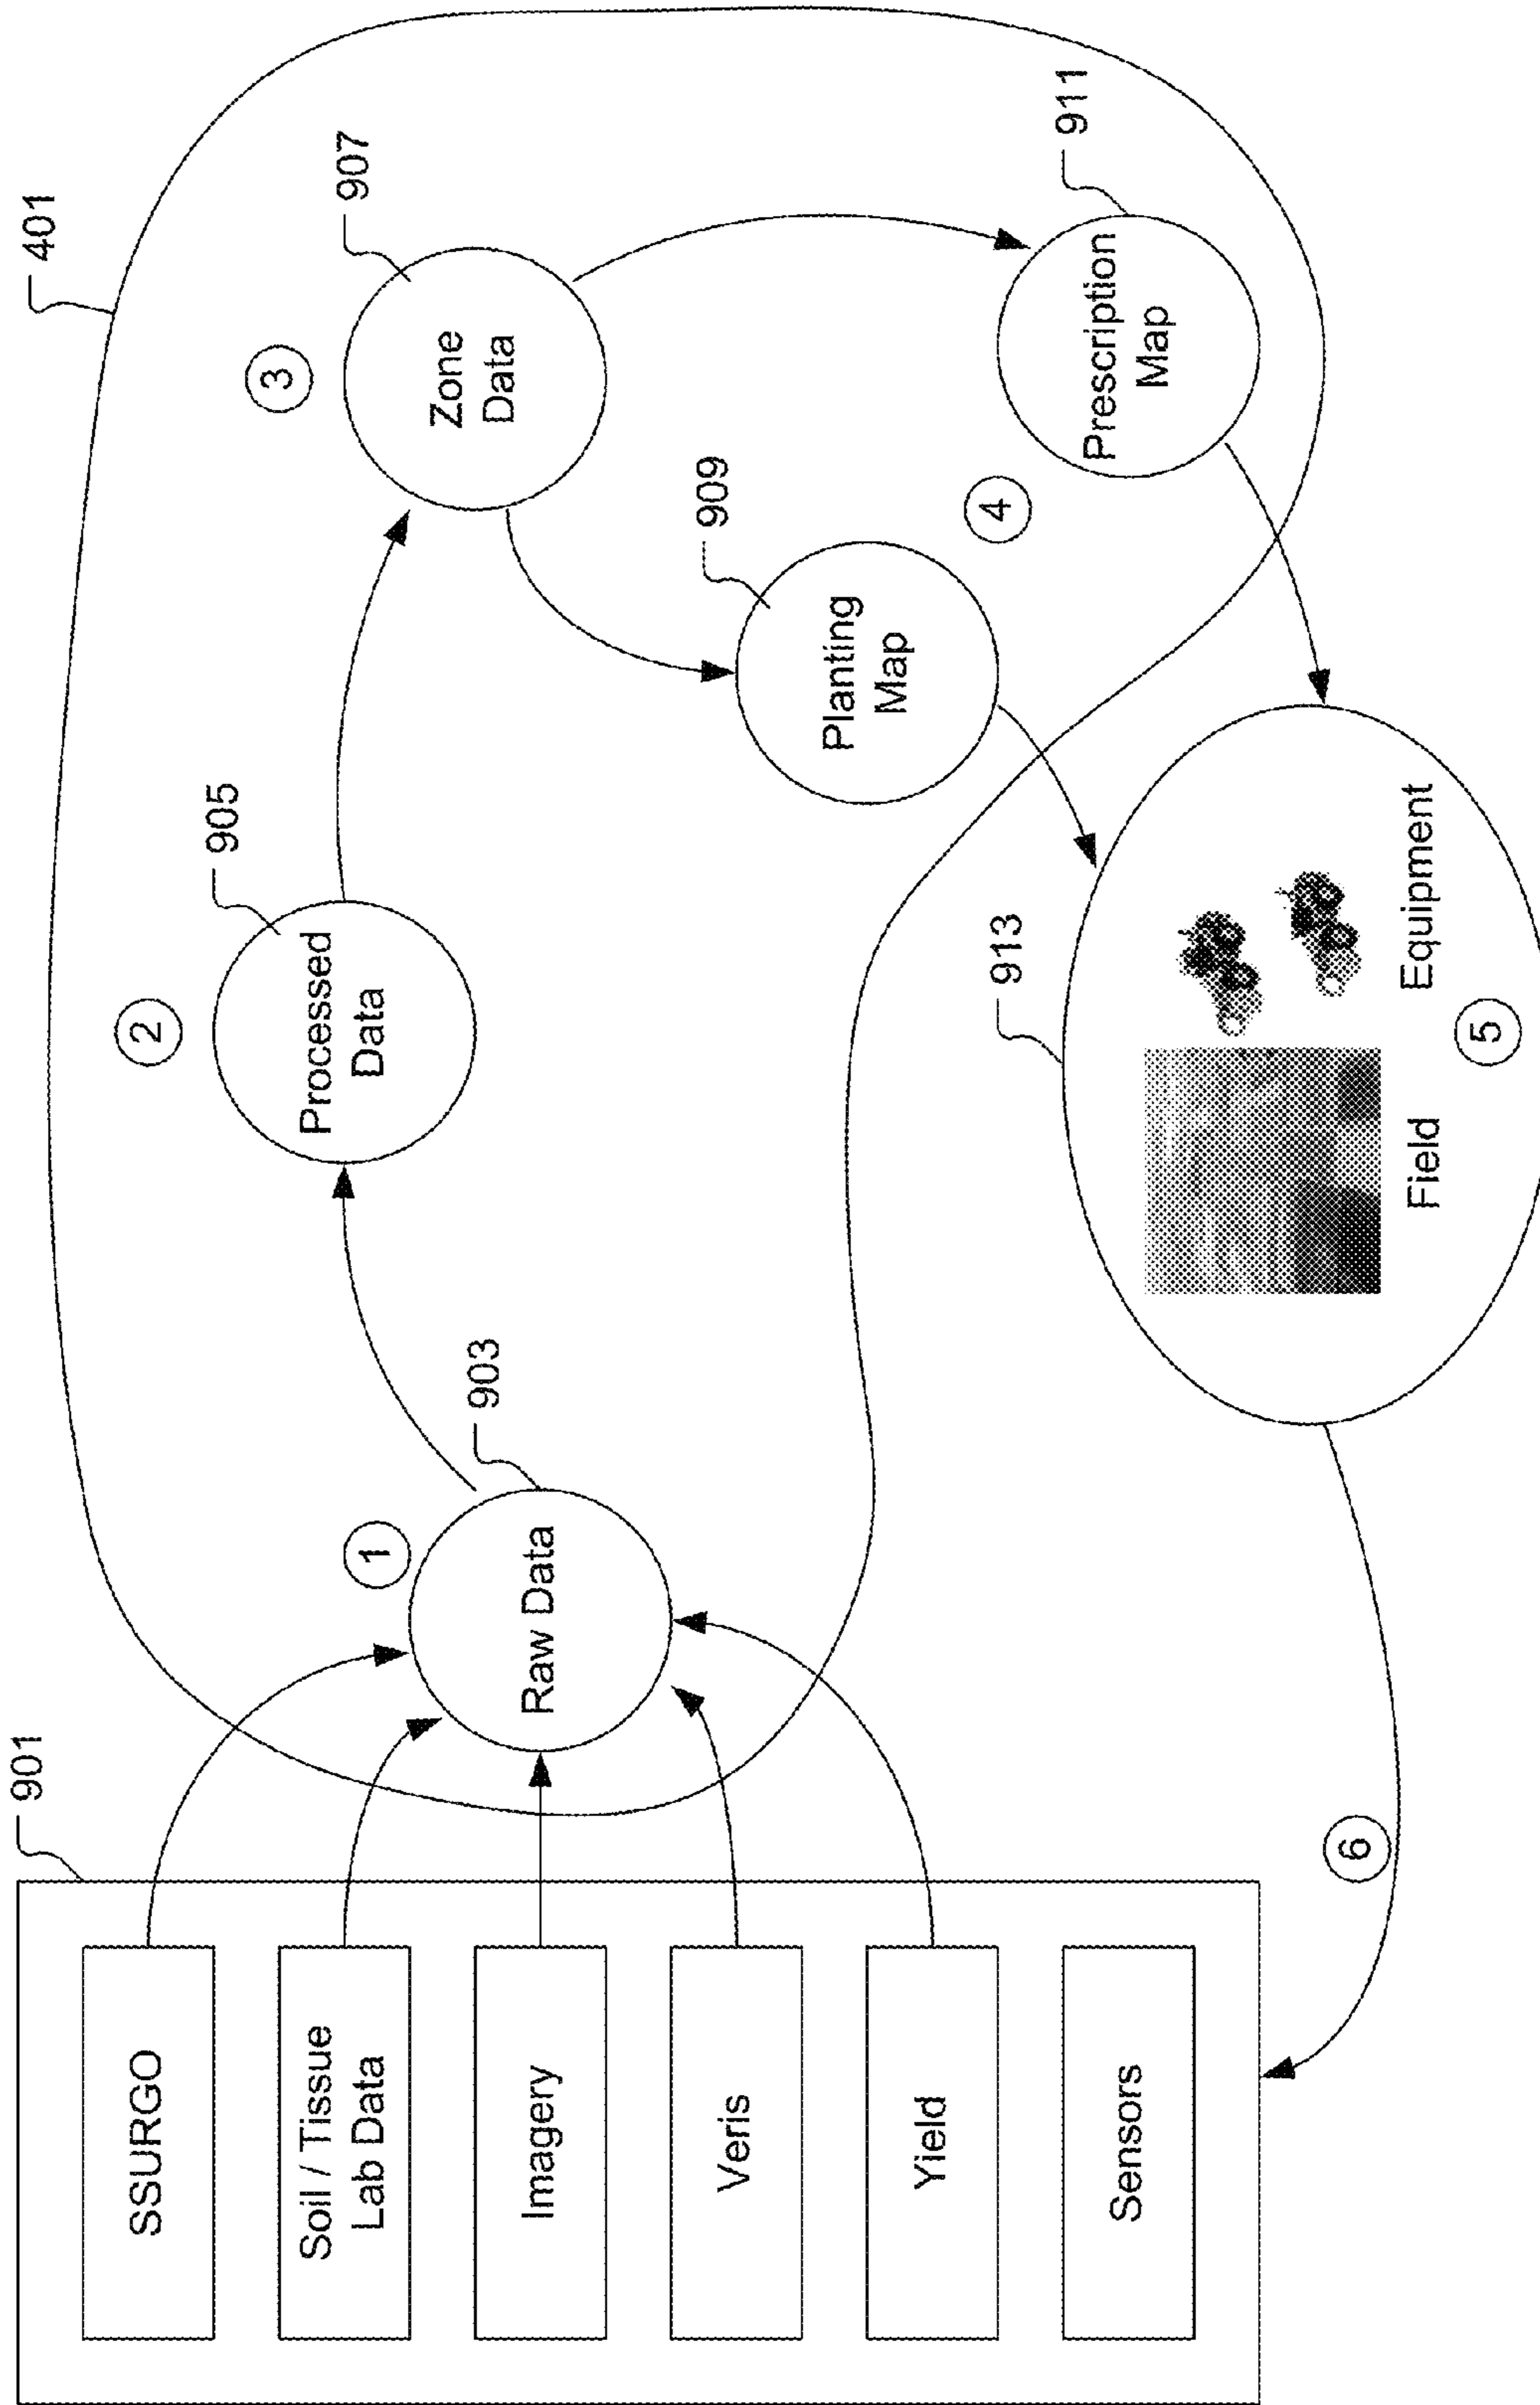 401
901
SSURGO
Soil / Tissue
Lab Data
Imagery
Veris
Yield
Sensors
1
Raw Data
903
2
Processed
Data
905
3
Zone
Data
907
Planting
Map
909
4
Prescription
Map
911
913
Field
Equipment
5
6